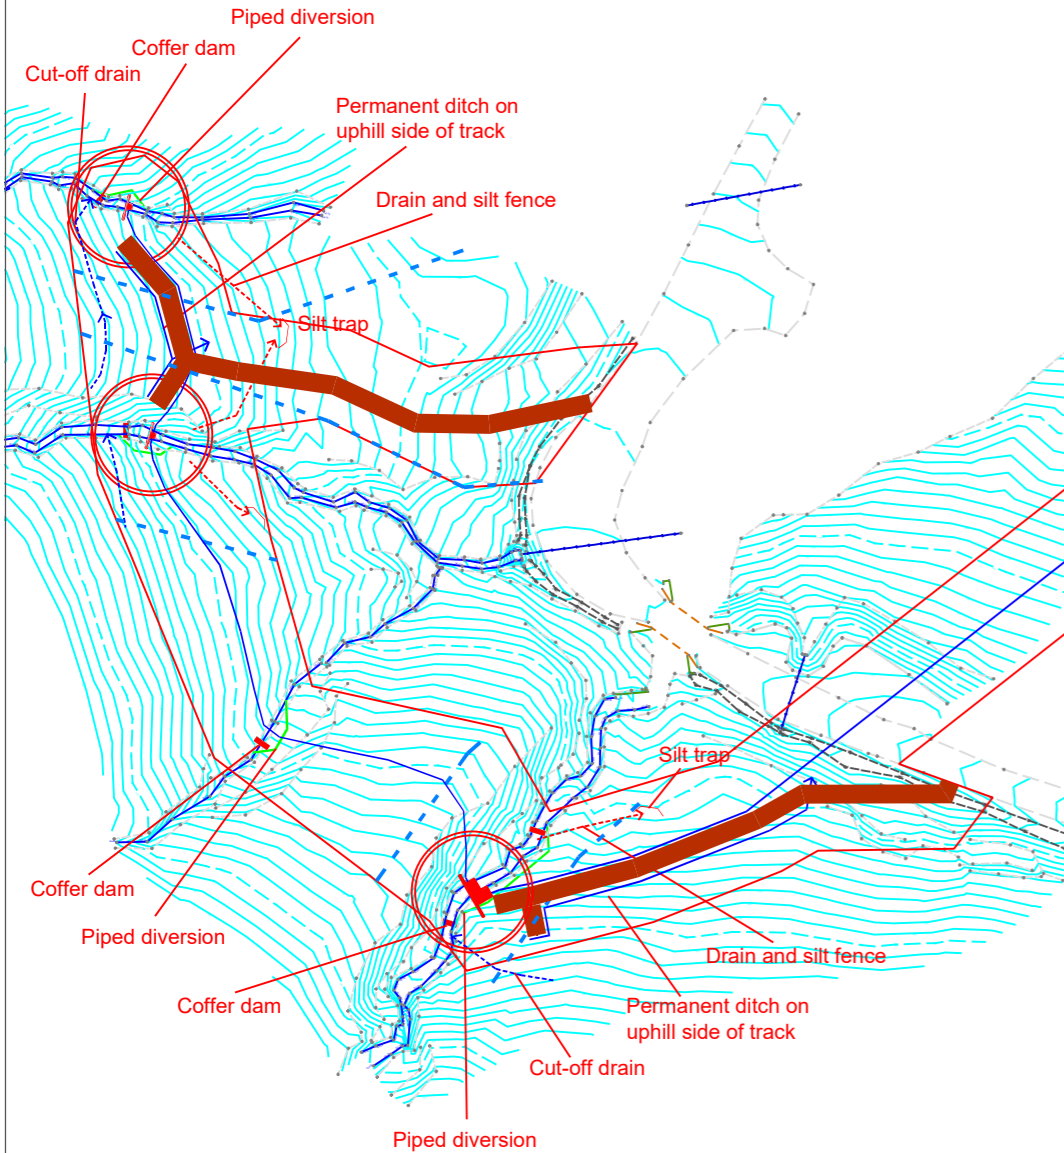 Piped diversion
Coffer dam
Cut-off drain
Permanent ditch on
uphill side of track
Drain and silt fence
Silt trap
Silt trap
Coffer dam
Piped diversion
Drain and silt fence
Coffer dam
Permanent ditch on
uphill side of track
Cut-off drain
Piped diversion